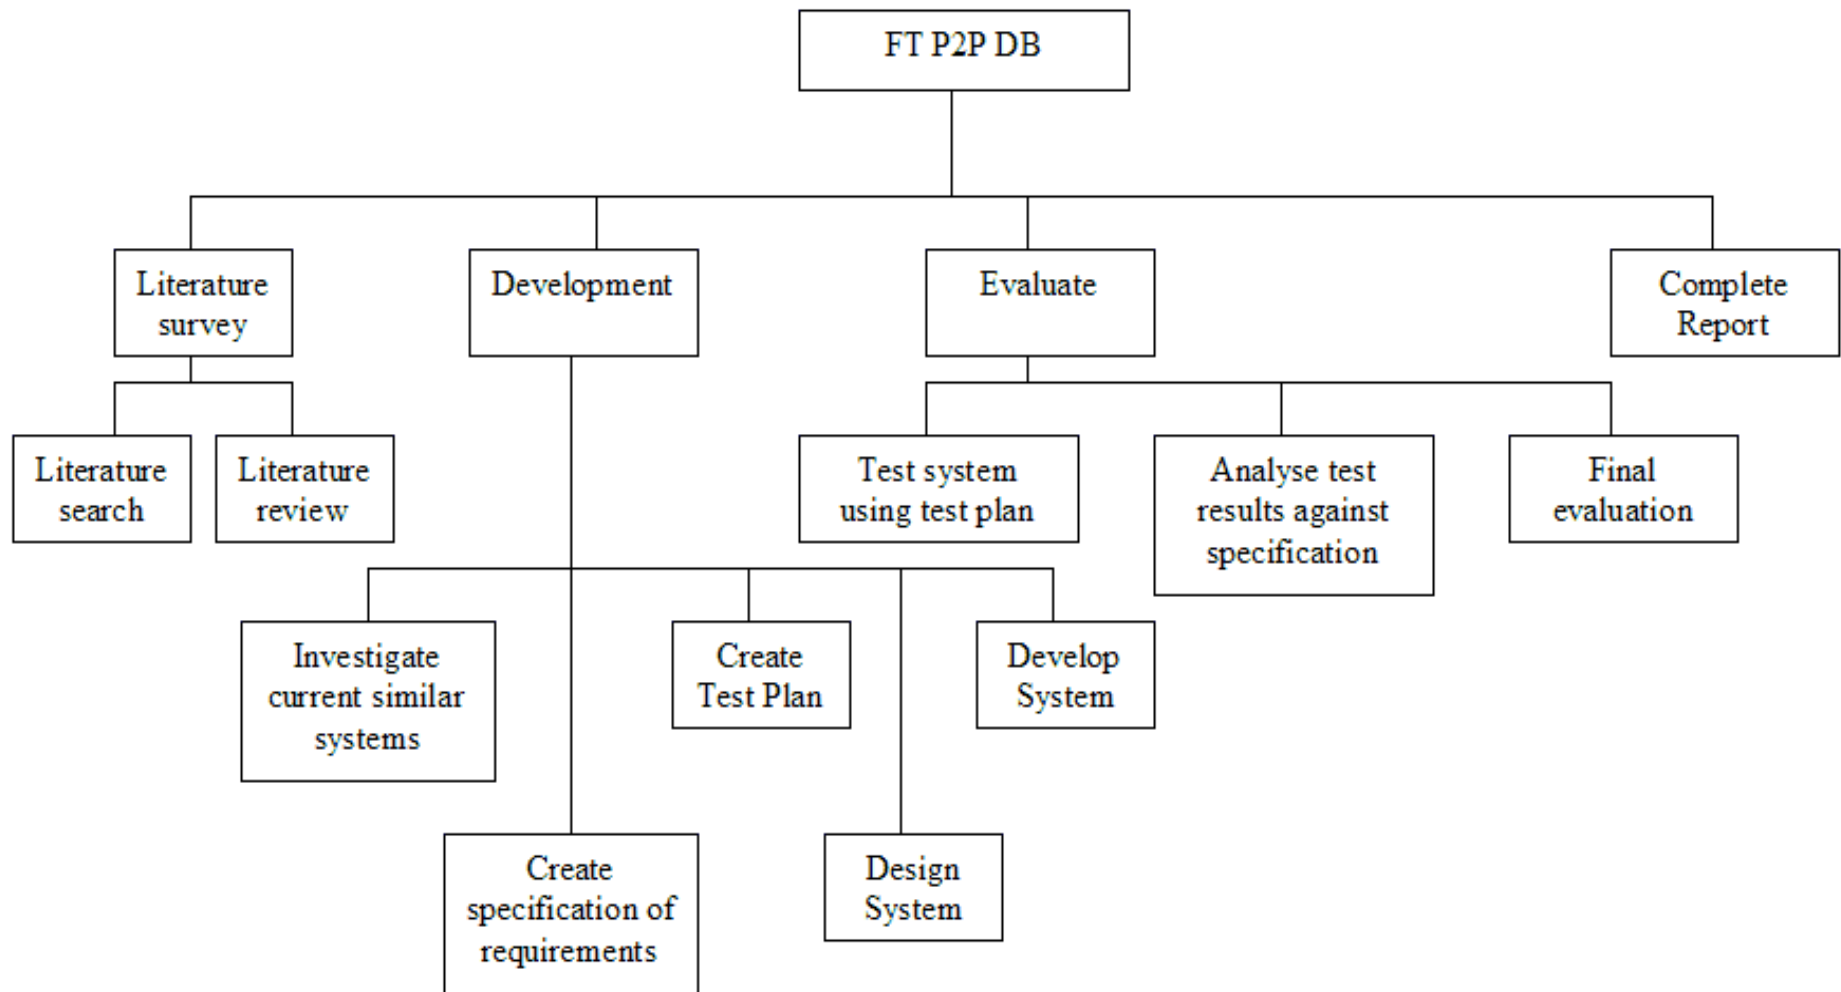 FT P2P DB
Literature
survey
Development
Evaluate
Complete
Report
Literature
search
Literature
review
Test system
using test plan
Analyse test
results against
specification
Final
evaluation
Investigate
current similar
systems
Create
Test Plan
Develop
System
Create
specification of
requirements
Design
System